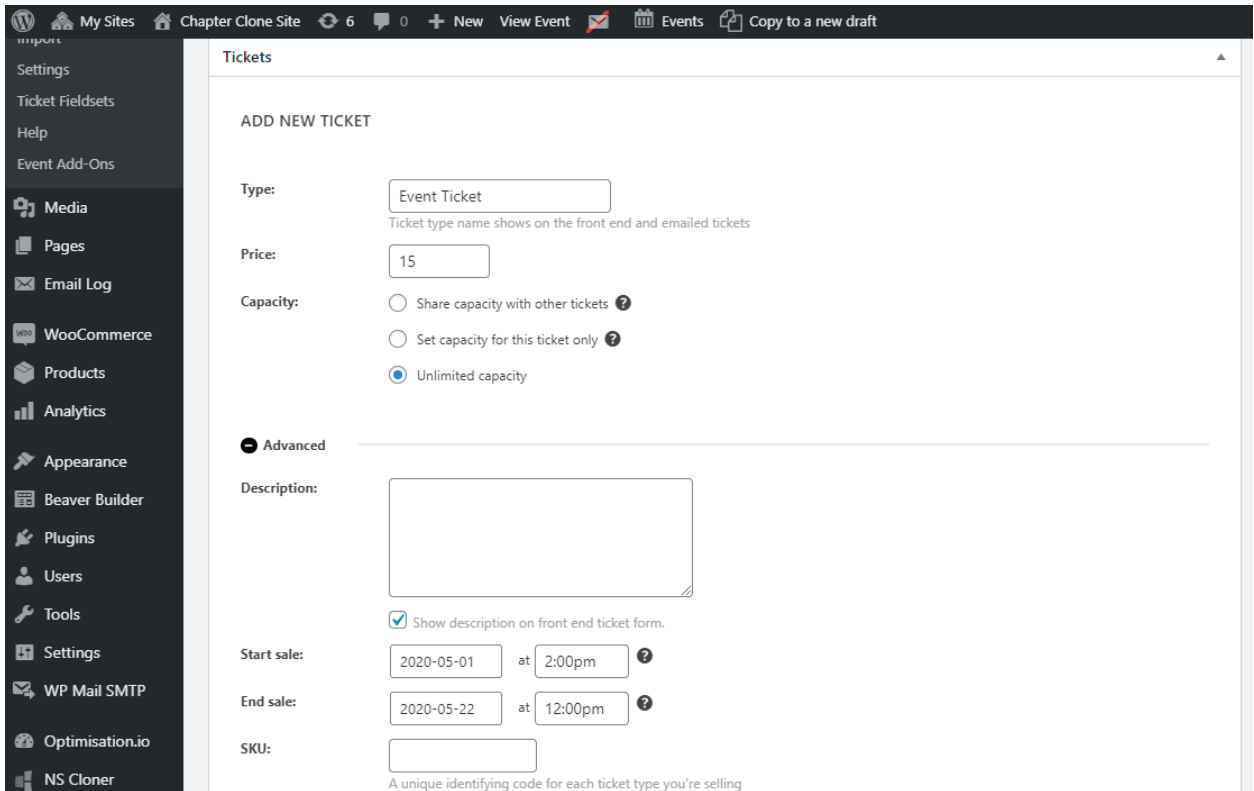 My Sites Chapter Clone Site 6 0 New View Event Events Copy to a new draft
Import
Settings
Ticket Fieldsets
Help
Event Add-Ons
Media
Pages
Email Log
WooCommerce
Products
Analytics
Appearance
Beaver Builder
Plugins
Users
Tools
Settings
WP Mail SMTP
Optimisation.io
NS Cloner
Tickets
ADD NEW TICKET
Type: Event Ticket
Ticket type name shows on the front end and emailed tickets
Price: 15
Capacity: Share capacity with other tickets ?
Set capacity for this ticket only ?
Unlimited capacity
Advanced
Description:
Show description on front end ticket form.
Start sale: 2020-05-01 at 2:00pm ?
End sale: 2020-05-22 at 12:00pm ?
SKU:
A unique identifying code for each ticket type you're selling